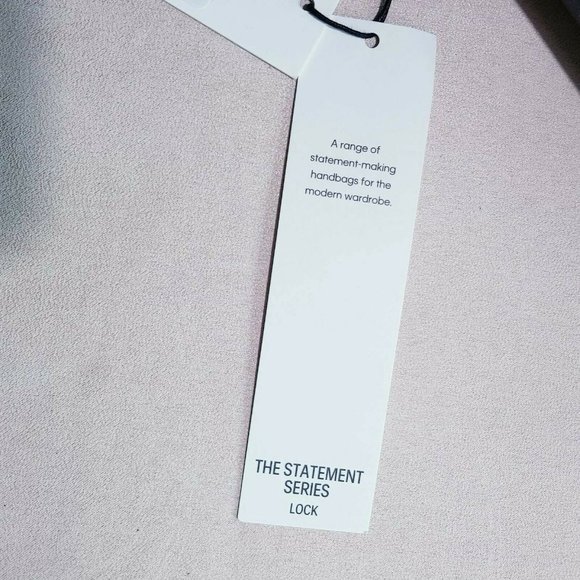 A range of
statement-making
handbags for the
modern wardrobe.
THE STATEMENT
SERIES
LOCK